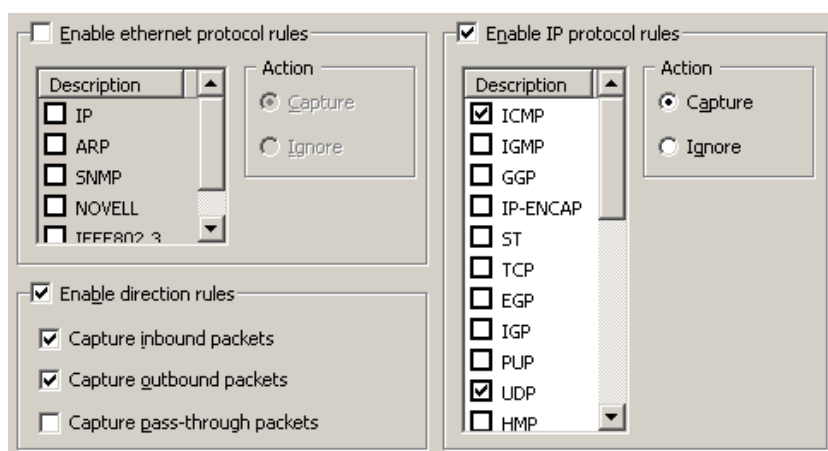 Enable ethernet protocol rules
Description
IP
ARP
SNMP
NOVELL
IEEE802.3
Action
Capture
Ignore
Enable direction rules
Capture inbound packets
Capture outbound packets
Capture pass-through packets
Enable IP protocol rules
Description
ICMP
IGMP
GGP
IP-ENCAP
ST
TCP
EGP
IGP
PUP
UDP
HMP
Action
Capture
Ignore